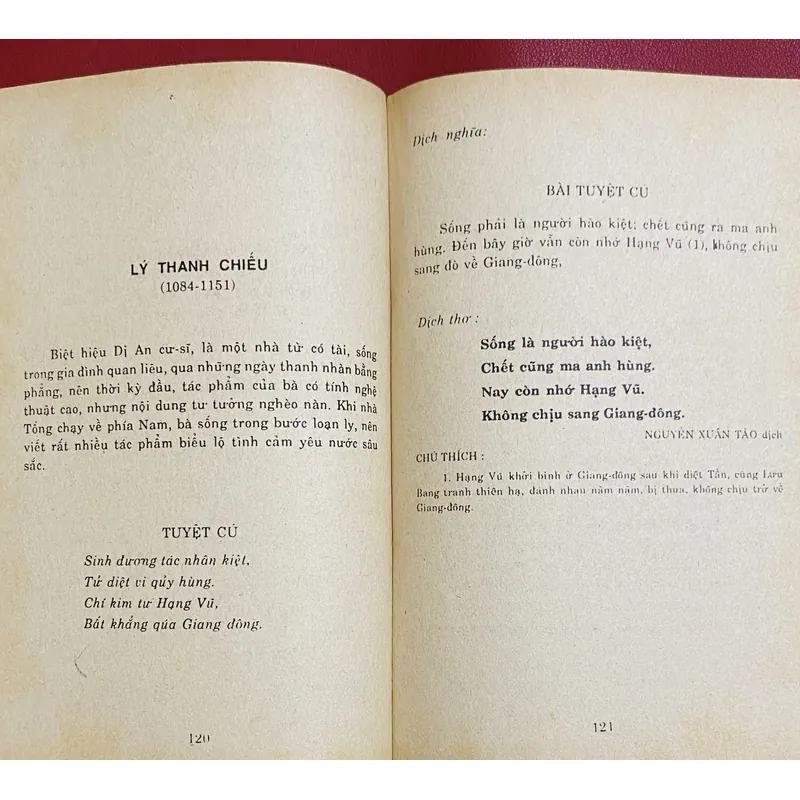 LÝ THANH CHIẾU
(1084-1151)
Biệt hiệu Dị An cư-sĩ, là một nhà từ có tài, sống
trong gia dình quan liêu, qua những ngày thanh nhàn bằng
phẳng, nên thời kỳ đầu, tác phẩm của bà có tính nghệ
thuật cao, nhưng nội dung tư tưởng nghèo nàn. Khi nhà
Tống chạy về phía Nam, bà sống trong bước loạn ly, nên
viết rất nhiều tác phẩm biểu lộ tình cảm yêu nước sâu
sắc.
TUYỆT CÚ
Sinh dương tác nhân kiệt,
Tử diệt vi qủy hùng.
Chí kim tư Hạng Vũ,
Bất khẳng qúa Giang đông.
120
Dịch nghĩa:
BÀI TUYỆT CÚ
Sống phải là người hào kiệt; chết cũng ra ma anh
hùng. Đến bây giờ vẫn còn nhớ Hạng Vũ (1), không chịu
sang đò về Giang-đông,
Dịch thơ :
Sống là người hào kiệt,
Chết cũng ma anh hùng.
Nay còn nhớ Hạng Vũ.
Không chịu sang Giang-đông.
NGUYỄN XUÂN TẢO dịch
CHÚ THÍCH :
1. Hạng Vũ khởi binh ở Giang-đông sau khi diệt Tần, cùng Lưu
Bang tranh thiên hạ, đánh nhau năm năm, bị thua, không chịu trở về
Giang-đông.
121